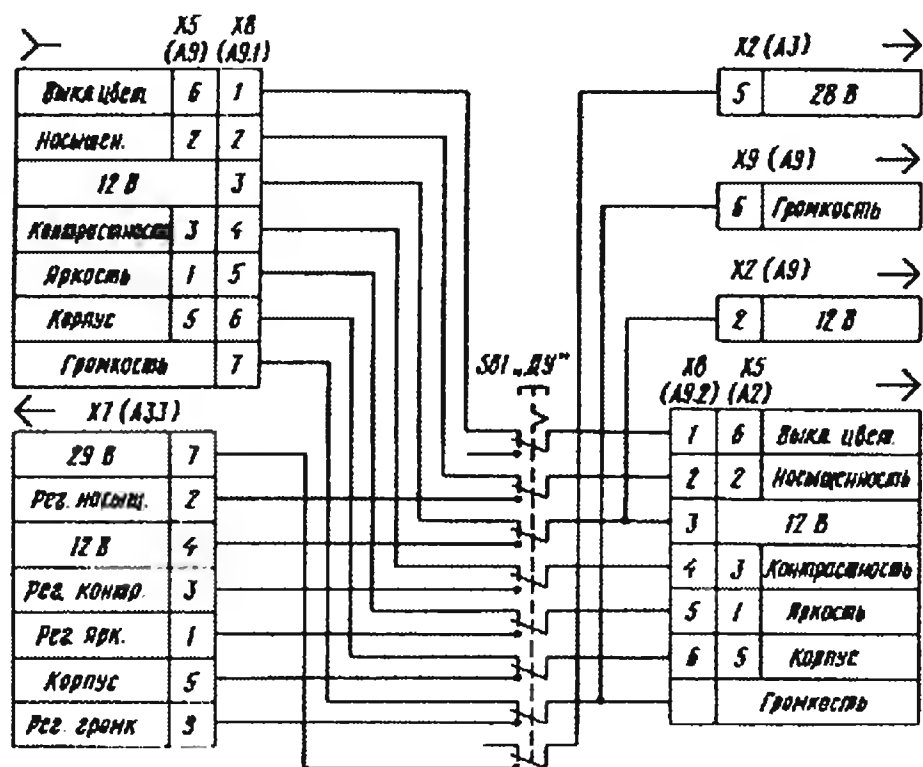 X5 X8
(A9) (A9.1)
Выкл цвет 6 1
Насыщен. 2 2
12 В 3
Контрастность 3 4
Яркость 1 5
Корпус 5 6
Громкость 7
X7 (A33)
29 В 7
Рег. насыщ. 2
12 В 4
Рег. контр. 3
Рег. ярк. 1
Корпус 5
Рег. громк
SB1 „ДУ"
X2 (A3)
5 28 В
X9 (A9)
6 Громкость
X2 (A9)
2 12 В
X8 X5
(A9.2) (A2)
1 6 Выкл. цвет.
2 2 Насыщенность
3 12 В
4 3 Контрастность
5 1 Яркость
6 5 Корпус
Громкость